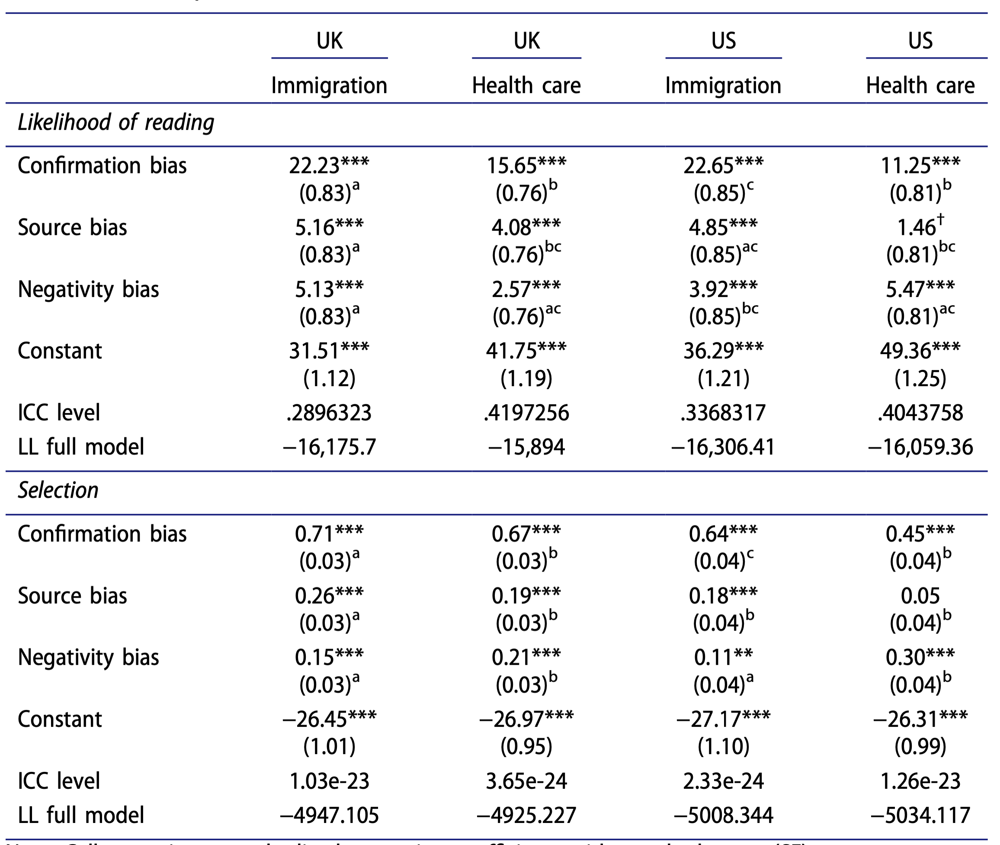 UK UK US US
Immigration Health care Immigration Health care
Likelihood of reading
Confirmation bias 22.23*** 15.65*** 22.65*** 11.25***
(0.83)a (0.76)b (0.85)c (0.81)b
Source bias 5.16*** 4.08*** 4.85*** 1.46†
(0.83)a (0.76)bc (0.85)ac (0.81)bc
Negativity bias 5.13*** 2.57*** 3.92*** 5.47***
(0.83)a (0.76)ac (0.85)bc (0.81)ac
Constant 31.51*** 41.75*** 36.29*** 49.36***
(1.12) (1.19) (1.21) (1.25)
ICC level .2896323 .4197256 .3368317 .4043758
LL full model −16,175.7 −15,894 −16,306.41 −16,059.36
Selection
Confirmation bias 0.71*** 0.67*** 0.64*** 0.45***
(0.03)a (0.03)b (0.04)c (0.04)b
Source bias 0.26*** 0.19*** 0.18*** 0.05
(0.03)a (0.03)b (0.04)b (0.04)b
Negativity bias 0.15*** 0.21*** 0.11** 0.30***
(0.03)a (0.03)b (0.04)a (0.04)b
Constant −26.45*** −26.97*** −27.17*** −26.31***
(1.01) (0.95) (1.10) (0.99)
ICC level 1.03e-23 3.65e-24 2.33e-24 1.26e-23
LL full model −4947.105 −4925.227 −5008.344 −5034.117